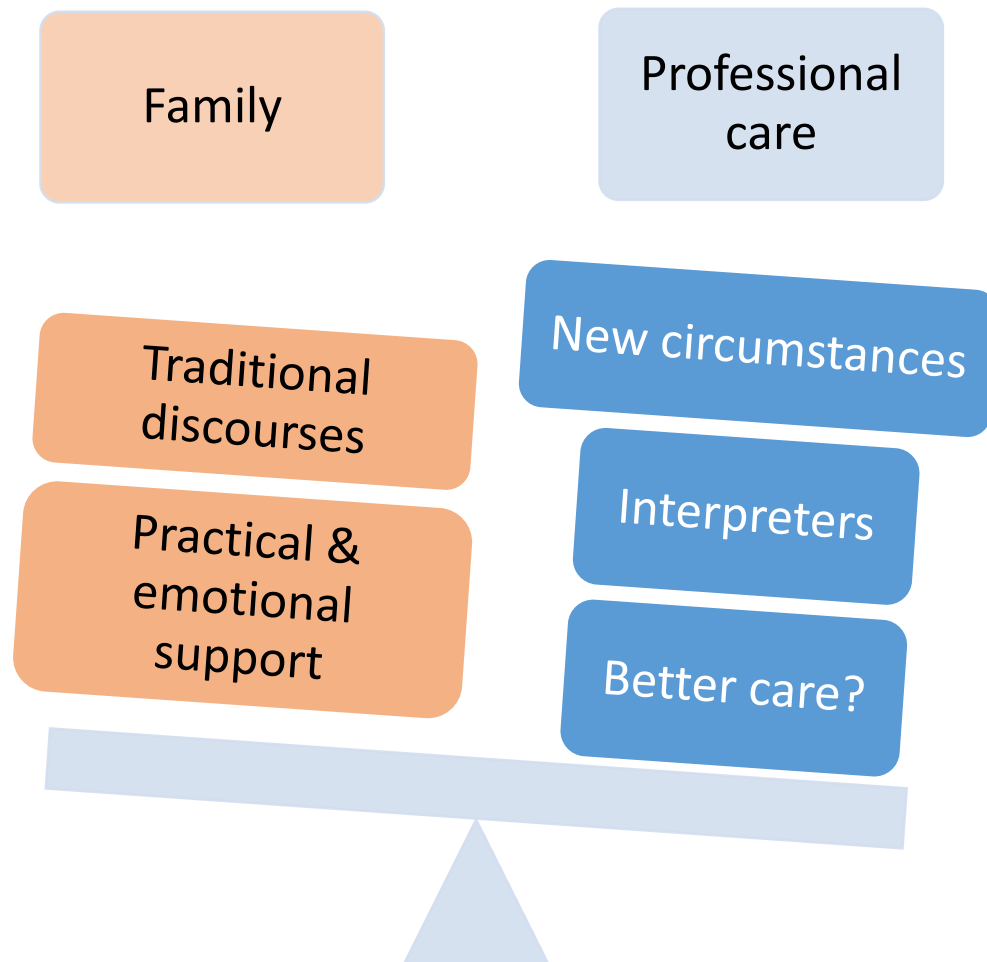 Family
Professional
care
Traditional
discourses
Practical &
emotional
support
New circumstances
Interpreters
Better care?